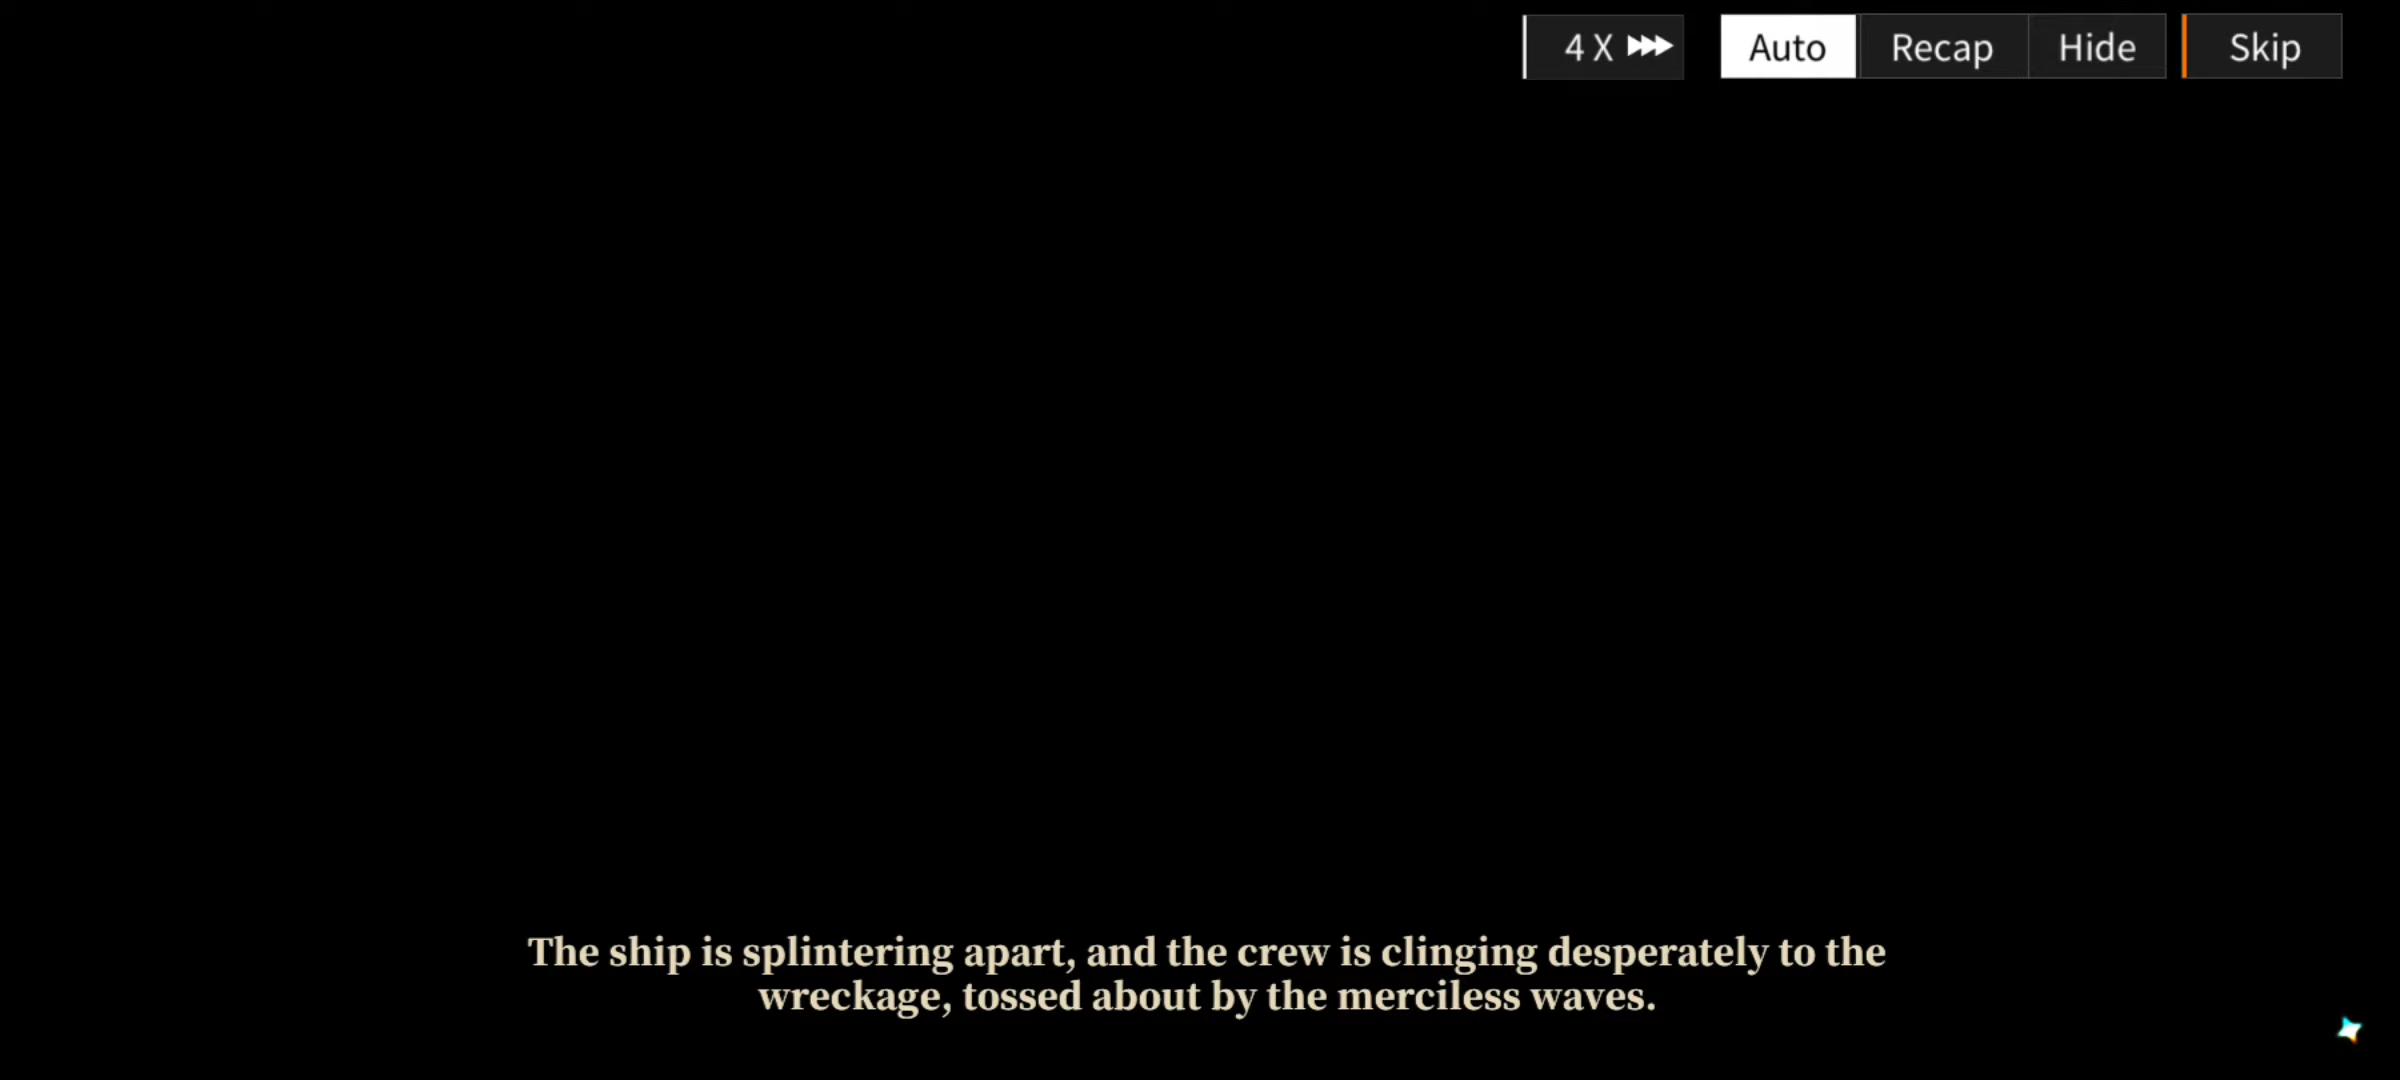 4 X Auto Recap Hide Skip
The ship is splintering apart, and the crew is clinging desperately to the
wreckage, tossed about by the merciless waves.